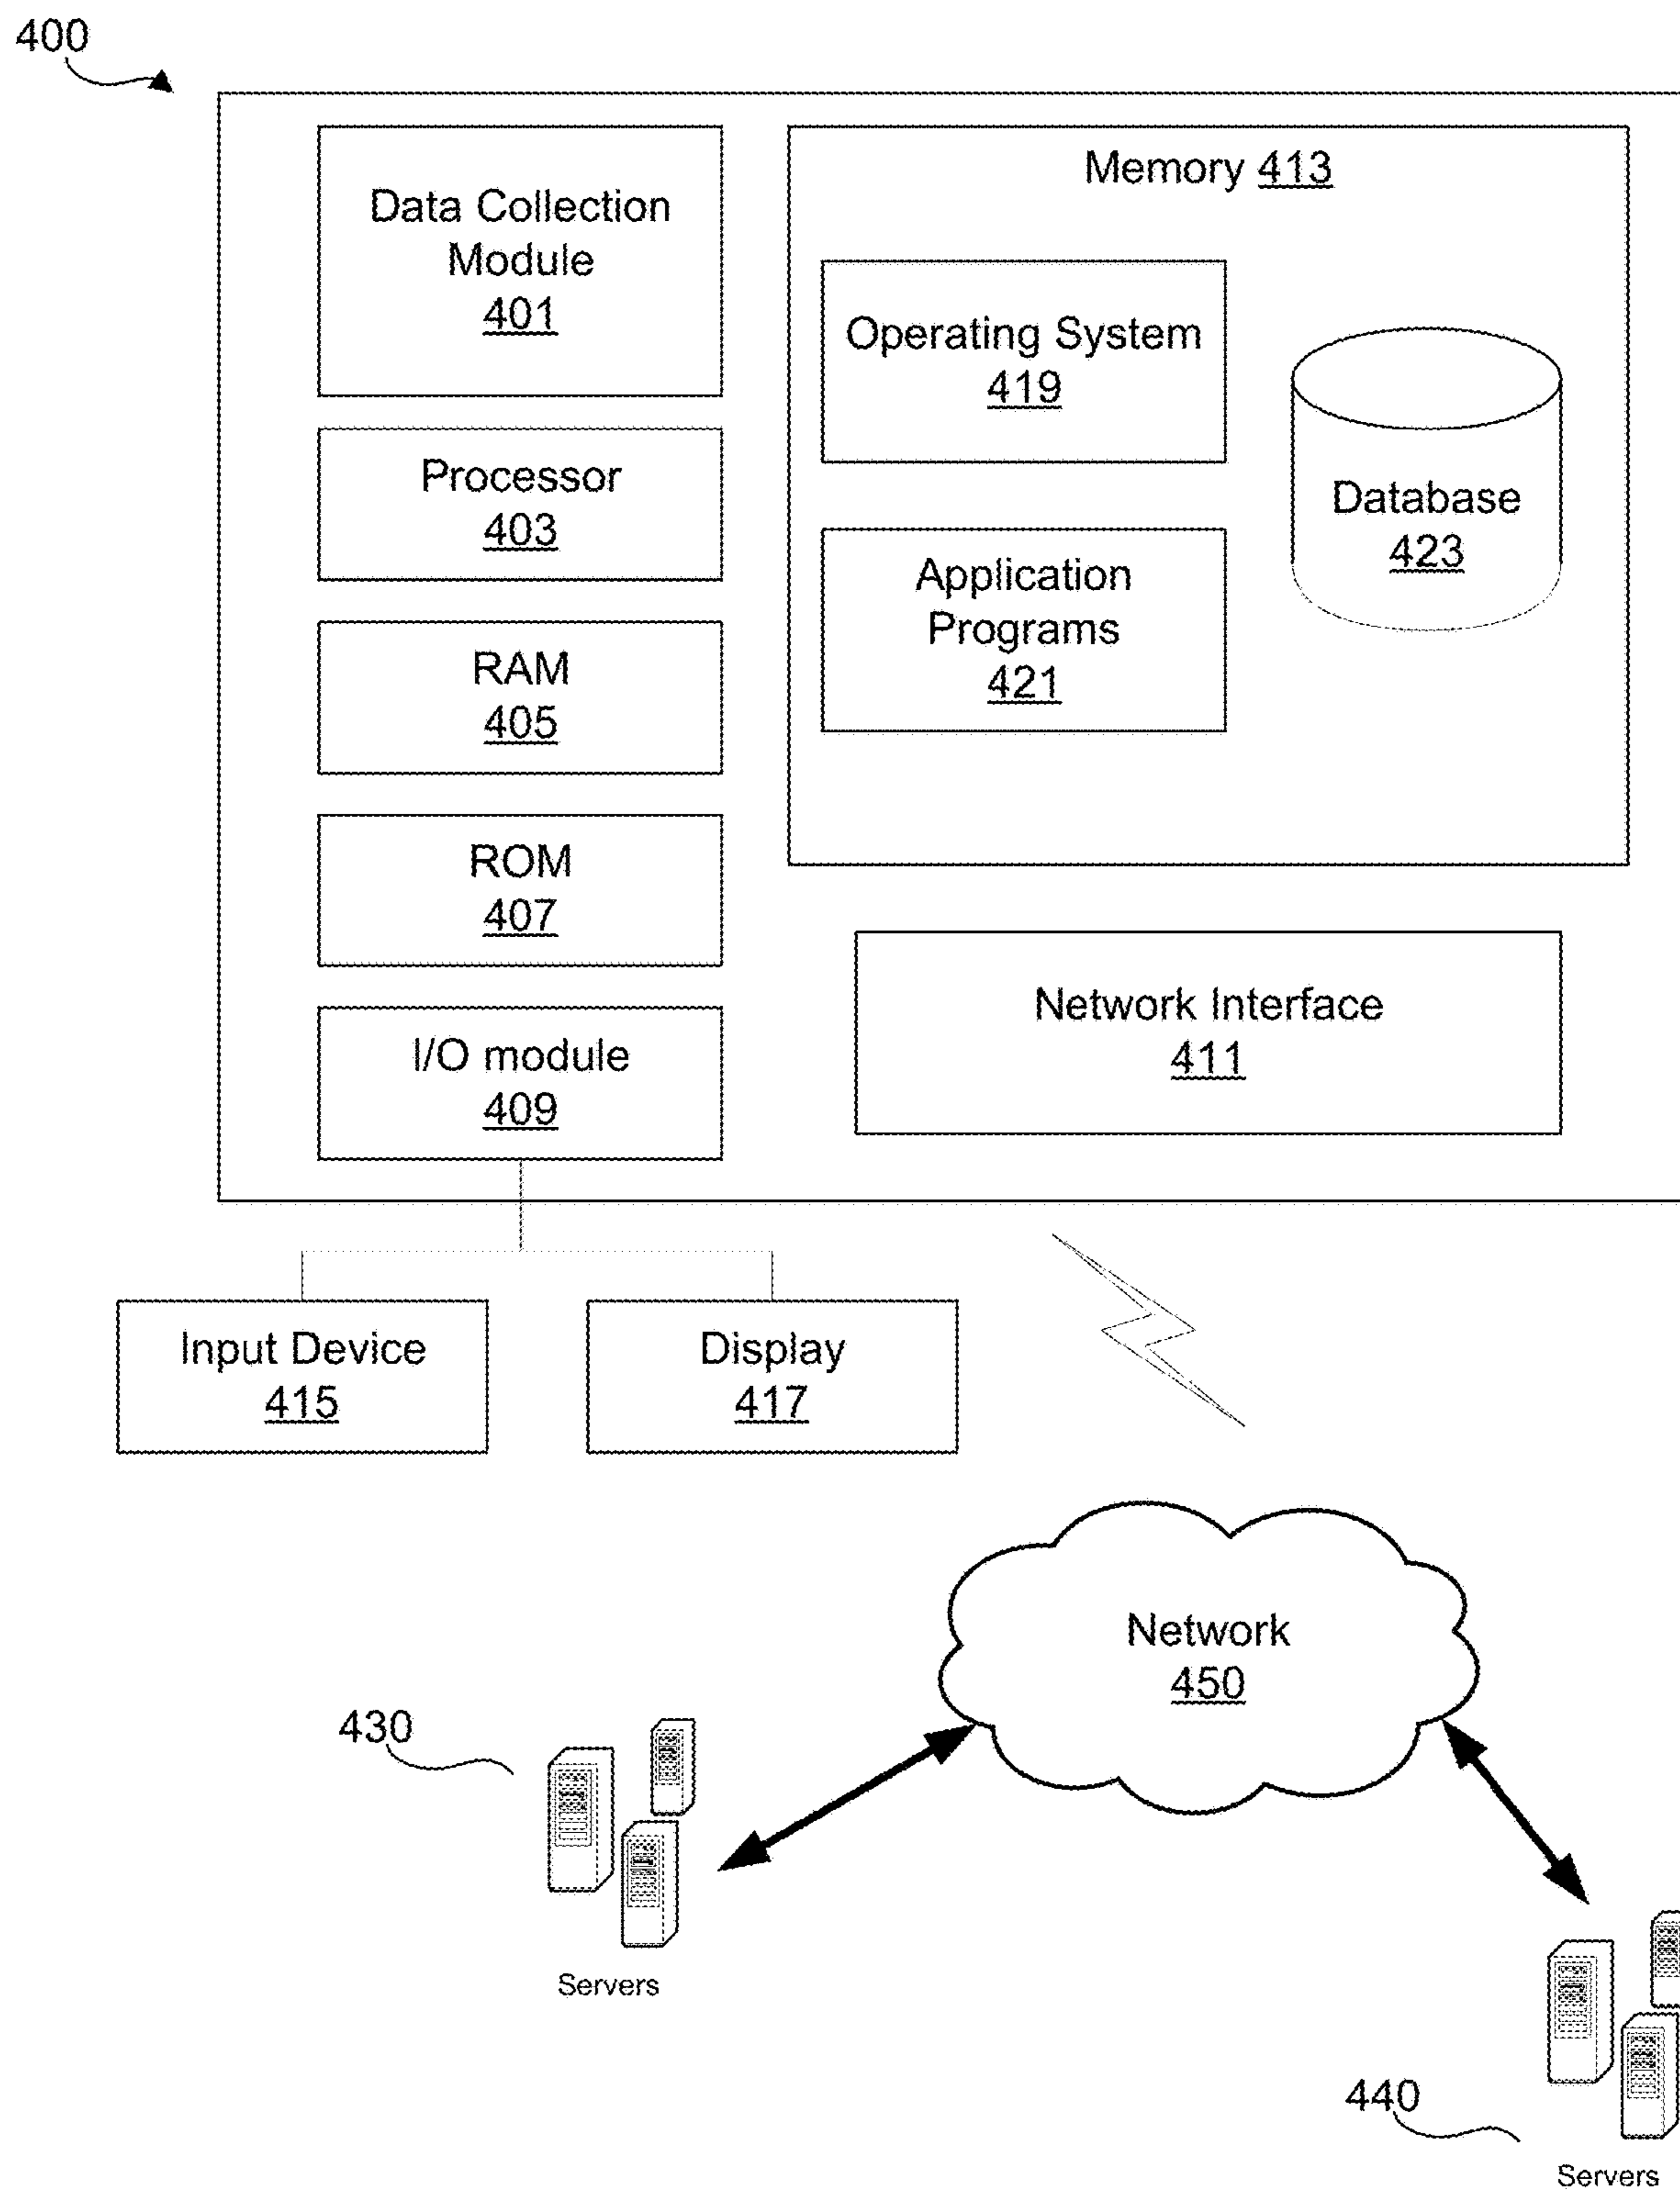 400
Data Collection
Module
401
Processor
403
RAM
405
ROM
407
I/O module
409
Memory 413
Operating System
419
Application
Programs
421
Database
423
Network Interface
411
Input Device
415
Display
417
Network
450
430
Servers
440
Servers